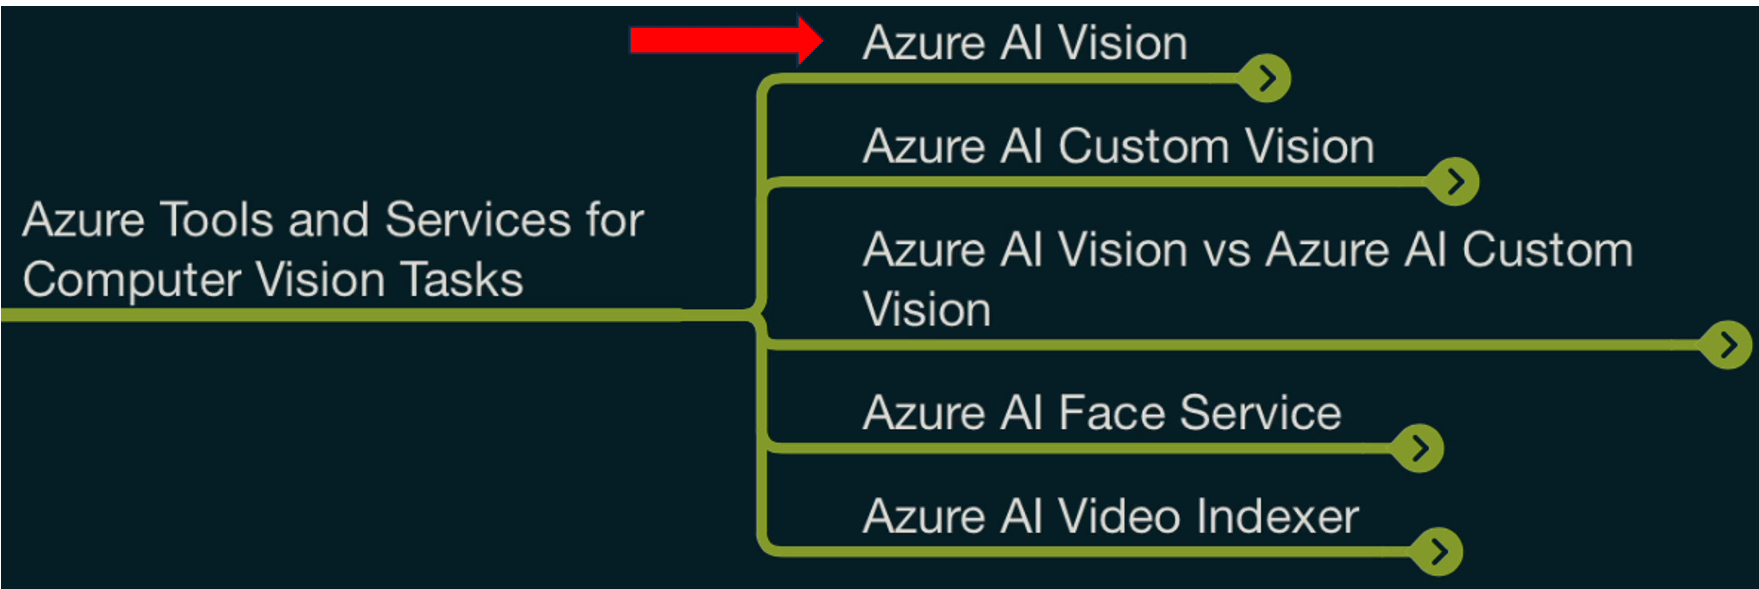 Azure Tools and Services for
Computer Vision Tasks
Azure AI Vision
Azure AI Custom Vision
Azure AI Vision vs Azure AI Custom
Vision
Azure AI Face Service
Azure AI Video Indexer